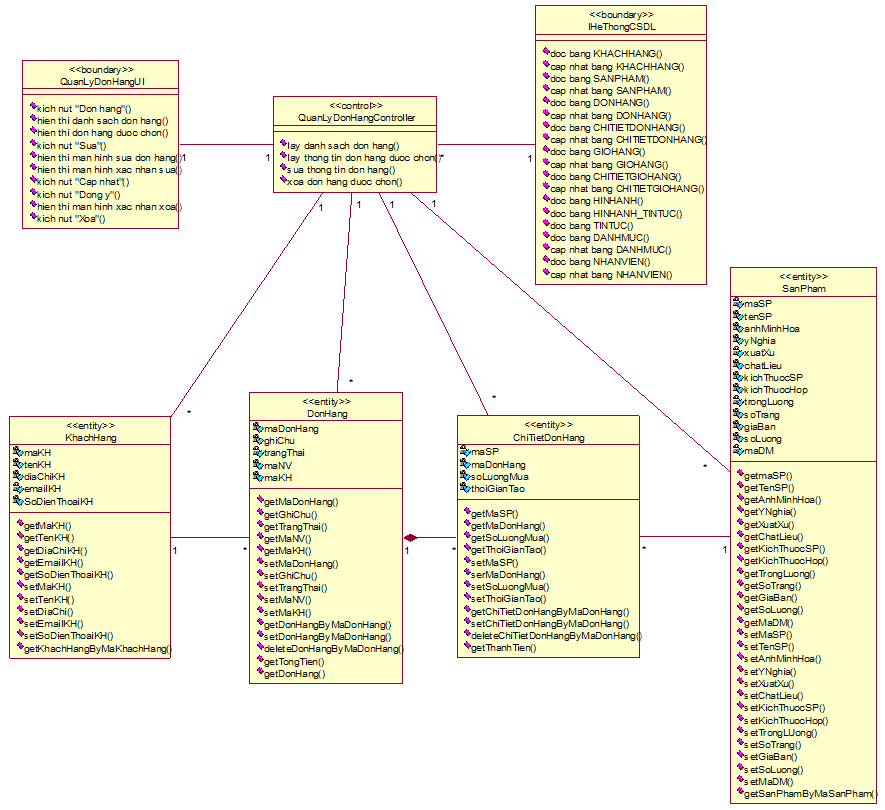 <<boundary>>
QuanLyDonHangUI
kich nut "Don hang"()
hien thi danh sach don hang()
hien thi don hang duoc chon()
kich nut "Sua"()
hien thi man hinh sua don hang()
hien thi man hinh xac nhan sua()
kich nut "Cap nhat"()
kich nut "Dong y"()
hien thi man hinh xac nhan xoa()
kich nut "Xoa"()
1
1
<<control>>
QuanLyDonHangController
lay danh sach don hang()
lay thong tin don hang duoc chon()
sua thong tin don hang()
xoa don hang duoc chon()
*
1
<<boundary>>
IHeThongCSDL
doc bang KHACHHANG()
cap nhat bang KHACHHANG()
doc bang SANPHAM()
cap nhat bang SANPHAM()
doc bang DONHANG()
cap nhat bang DONHANG()
doc bang CHITIETDONHANG()
cap nhat bang CHITETDONHANG()
doc bang GIOHANG()
cap nhat bang GIOHANG()
doc bang CHITIETGIOHANG()
cap nhat bang CHITIETGIOHANG()
doc bang HINHANH()
doc bang HINHANH_TINTUC()
doc bang TINTUC()
doc bang DANHMUC()
cap nhat bang DANHMUC()
doc bang NHANVIEN()
cap nhat bang NHANVIEN()
1
1
1
1
*
*
*
*
<<entity>>
KhachHang
maKH
tenKH
diaChiKH
emailKH
SoDienThoaiKH
getMaKH()
getTenKH()
getDiaChiKH()
getEmailKH()
getSoDienThoaiKH()
setMaKH()
setTenKH()
setDiaChi()
setEmailKH()
setSoDienThoaiKH()
getKhachHangByMaKhachHang()
1
*
<<entity>>
DonHang
maDonHang
ghiChu
trangThai
maNV
maKH
getMaDonHang()
getGhiChu()
getTrangThai()
getMaNV()
getMaKH()
setMaDonHang()
setGhiChu()
setTrangThai()
setMaNV()
setMaKH()
getDonHangByMaDonHang()
setDonHangByMaDonHang()
deleteDonHangByMaDonHang()
getTongTien()
getDonHang()
1
*
<<entity>>
ChiTietDonHang
maSP
maDonHang
soLuongMua
thoiGianTao
getMaSP()
getMaDonHang()
getSoLuongMua()
getThoiGianTao()
setMaSP()
serMaDonHang()
setSoLuongMua()
setThoiGianTao()
getChiTietDonHangByMaDonHang()
setChiTietDonHangByMaDonHang()
deleteChiTietDonHangByMaDonHang()
getThanhTien()
*
1
<<entity>>
SanPham
maSP
tenSP
anhMinhHoa
yNghia
xuatXu
chatLieu
kichThuocSP
kichThuocHop
trongLuong
soTrang
giaBan
soLuong
maDM
getmaSP()
getTenSP()
getAnhMinhHoa()
getYNghia()
getXuatXu()
getChatLieu()
getKichThuocSP()
getKichThuocHop()
getTrongLuong()
getSoTrang()
getGiaBan()
getSoLuong()
getMaDM()
setMaSP()
setTenSP()
setAnhMinhHoa()
setYNghia()
setXuatXu()
setChatLieu()
setKichThuocSP()
setKichThuocHop()
setTrongLUong()
setSoTrang()
setGiaBan()
setSoLuong()
setMaDM()
getSanPhamByMaSanPham()